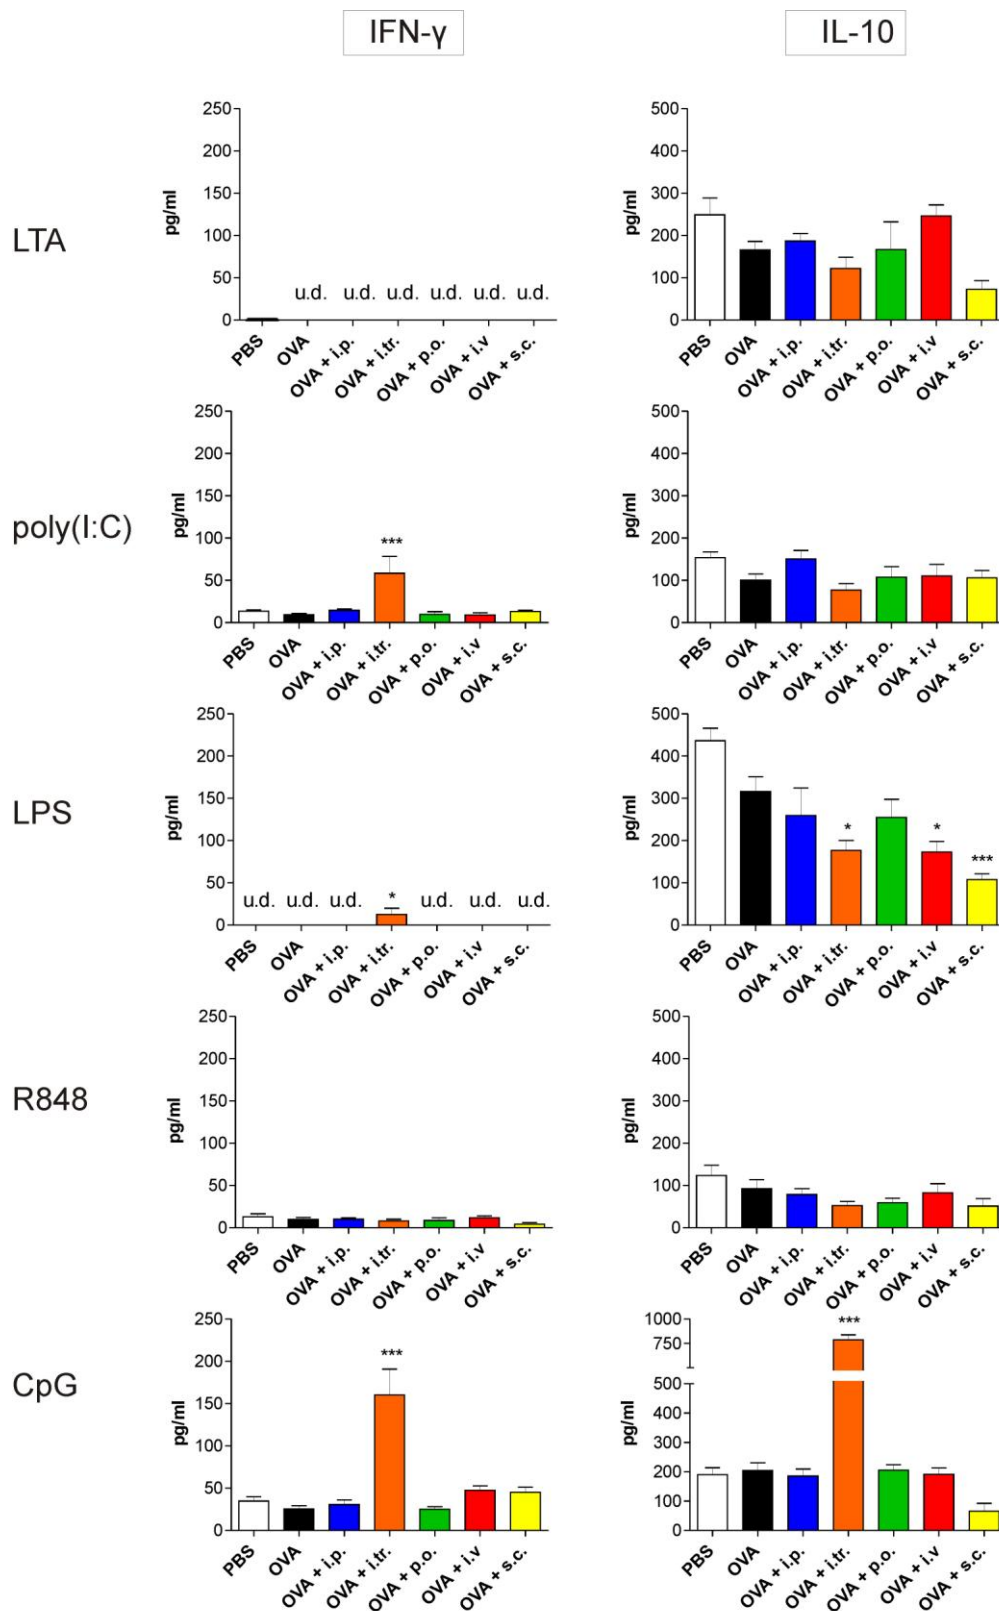 IFN-γ
IL-10
LTA
pg/ml
250
200
150
100
50
0
u.d. u.d. u.d. u.d. u.d. u.d.
PBS
OVA
OVA + i.p.
OVA + i.tr.
OVA + p.o.
OVA + i.v
OVA + s.c.
pg/ml
500
400
300
200
100
0
PBS
OVA
OVA + i.p.
OVA + i.tr.
OVA + p.o.
OVA + i.v
OVA + s.c.
poly(I:C)
pg/ml
250
200
150
100
50
0
***
PBS
OVA
OVA + i.p.
OVA + i.tr.
OVA + p.o.
OVA + i.v
OVA + s.c.
pg/ml
500
400
300
200
100
0
PBS
OVA
OVA + i.p.
OVA + i.tr.
OVA + p.o.
OVA + i.v
OVA + s.c.
LPS
pg/ml
250
200
150
100
50
0
u.d. u.d. u.d. * u.d. u.d. u.d.
PBS
OVA
OVA + i.p.
OVA + i.tr.
OVA + p.o.
OVA + i.v
OVA + s.c.
pg/ml
500
400
300
200
100
0
* * ***
PBS
OVA
OVA + i.p.
OVA + i.tr.
OVA + p.o.
OVA + i.v
OVA + s.c.
R848
pg/ml
250
200
150
100
50
0
PBS
OVA
OVA + i.p.
OVA + i.tr.
OVA + p.o.
OVA + i.v
OVA + s.c.
pg/ml
500
400
300
200
100
0
PBS
OVA
OVA + i.p.
OVA + i.tr.
OVA + p.o.
OVA + i.v
OVA + s.c.
CpG
pg/ml
250
200
150
100
50
0
***
PBS
OVA
OVA + i.p.
OVA + i.tr.
OVA + p.o.
OVA + i.v
OVA + s.c.
pg/ml
1000
750
500
400
300
200
100
0
***
PBS
OVA
OVA + i.p.
OVA + i.tr.
OVA + p.o.
OVA + i.v
OVA + s.c.